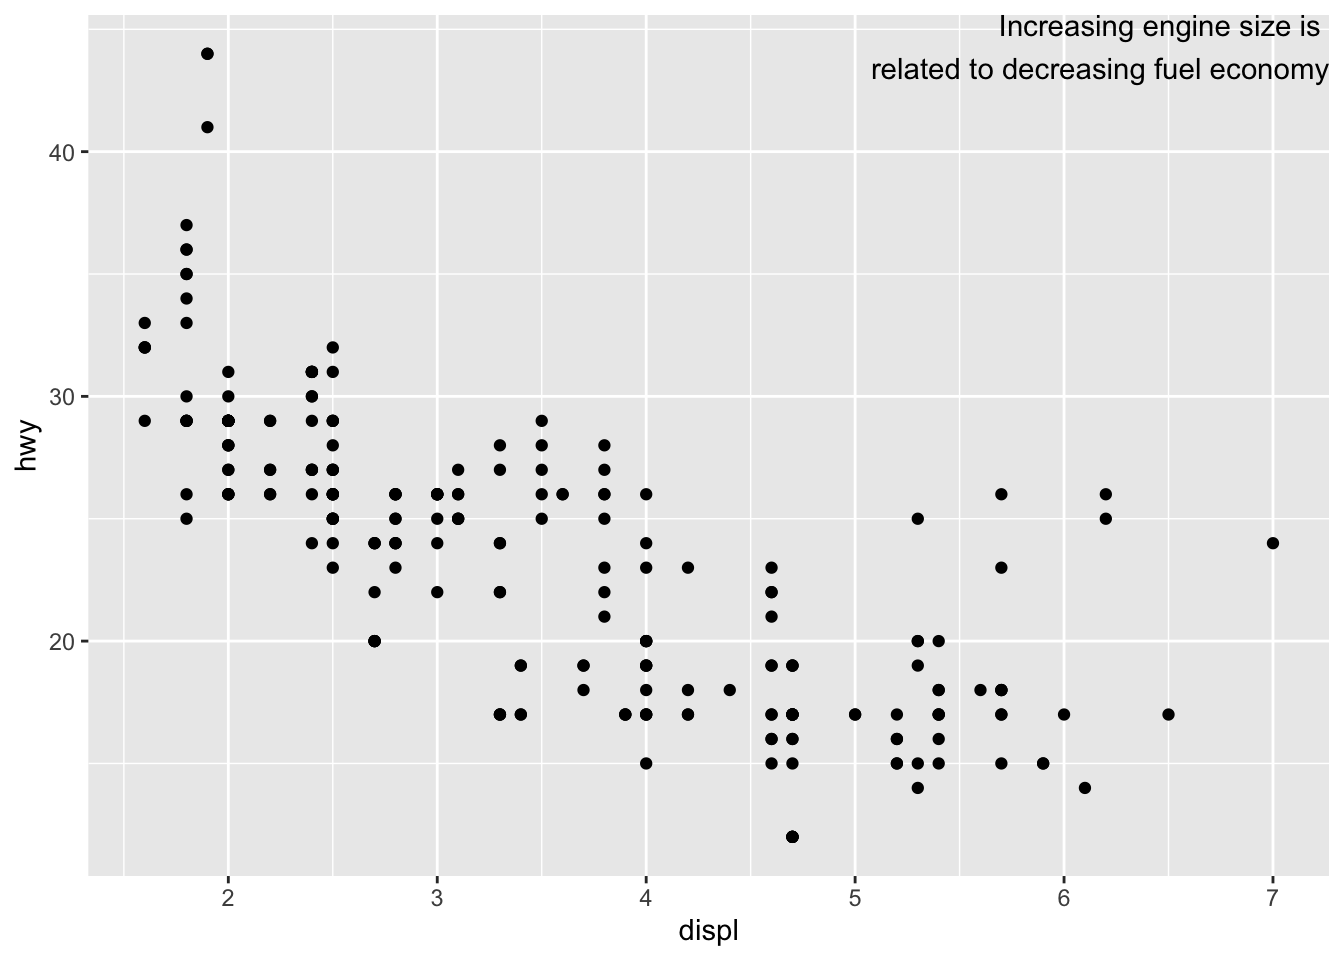 Increasing engine size is
related to decreasing fuel economy
40
30
20
hwy
2 3 4 5 6 7
displ